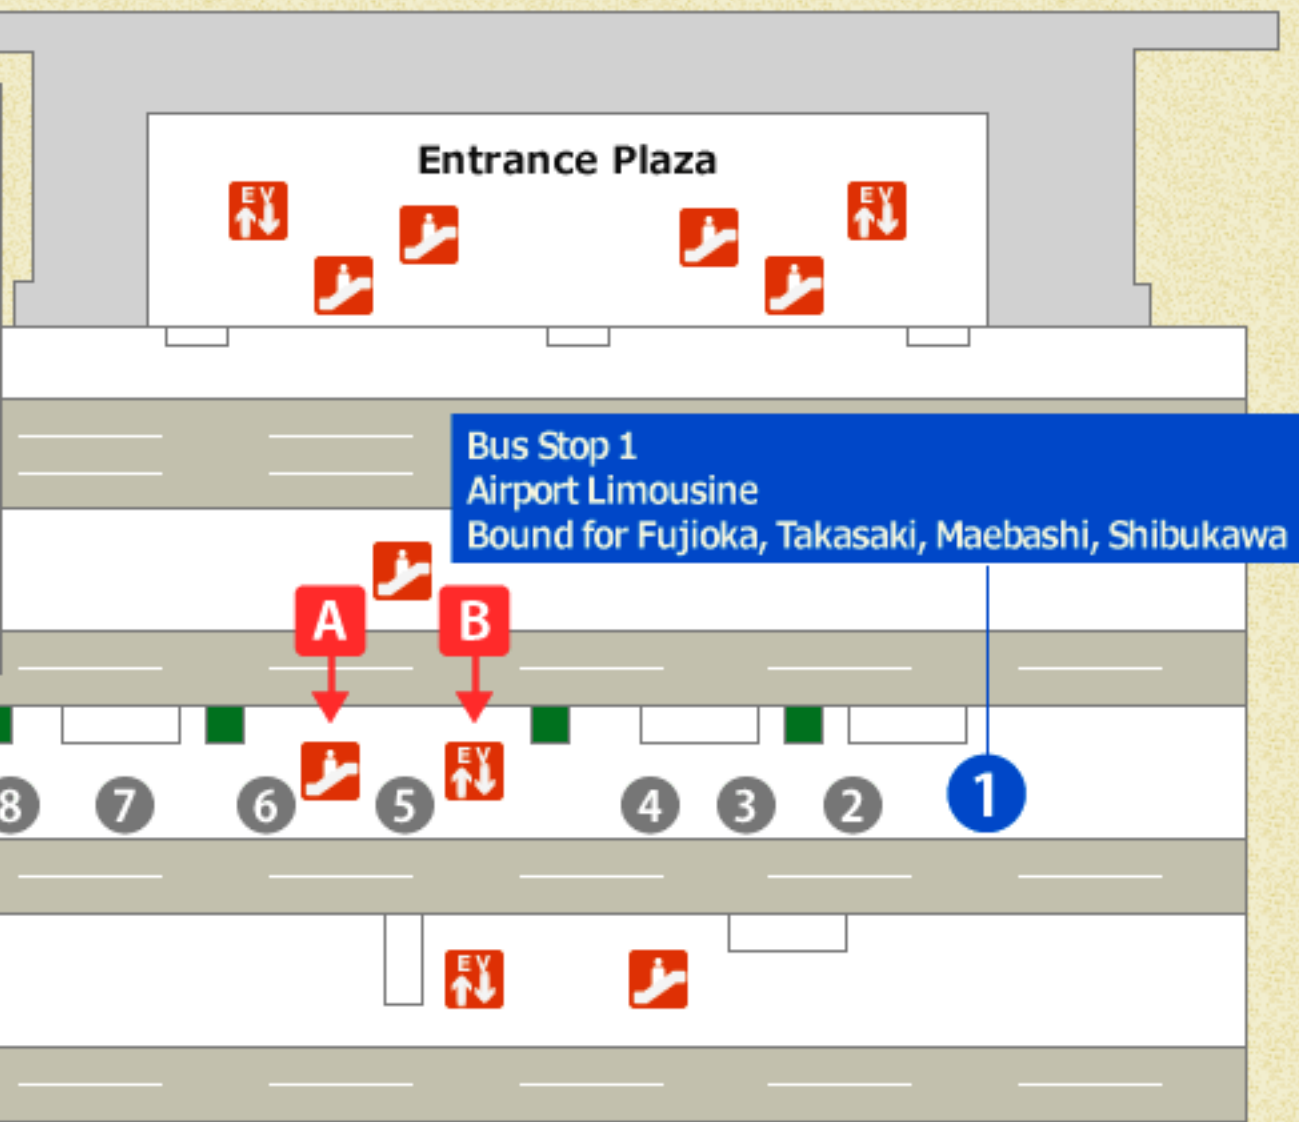 Entrance Plaza
EV
EV
Bus Stop 1
Airport Limousine
Bound for Fujioka, Takasaki, Maebashi, Shibukawa
A
B
EV
8
7
6
5
4
3
2
1
EV